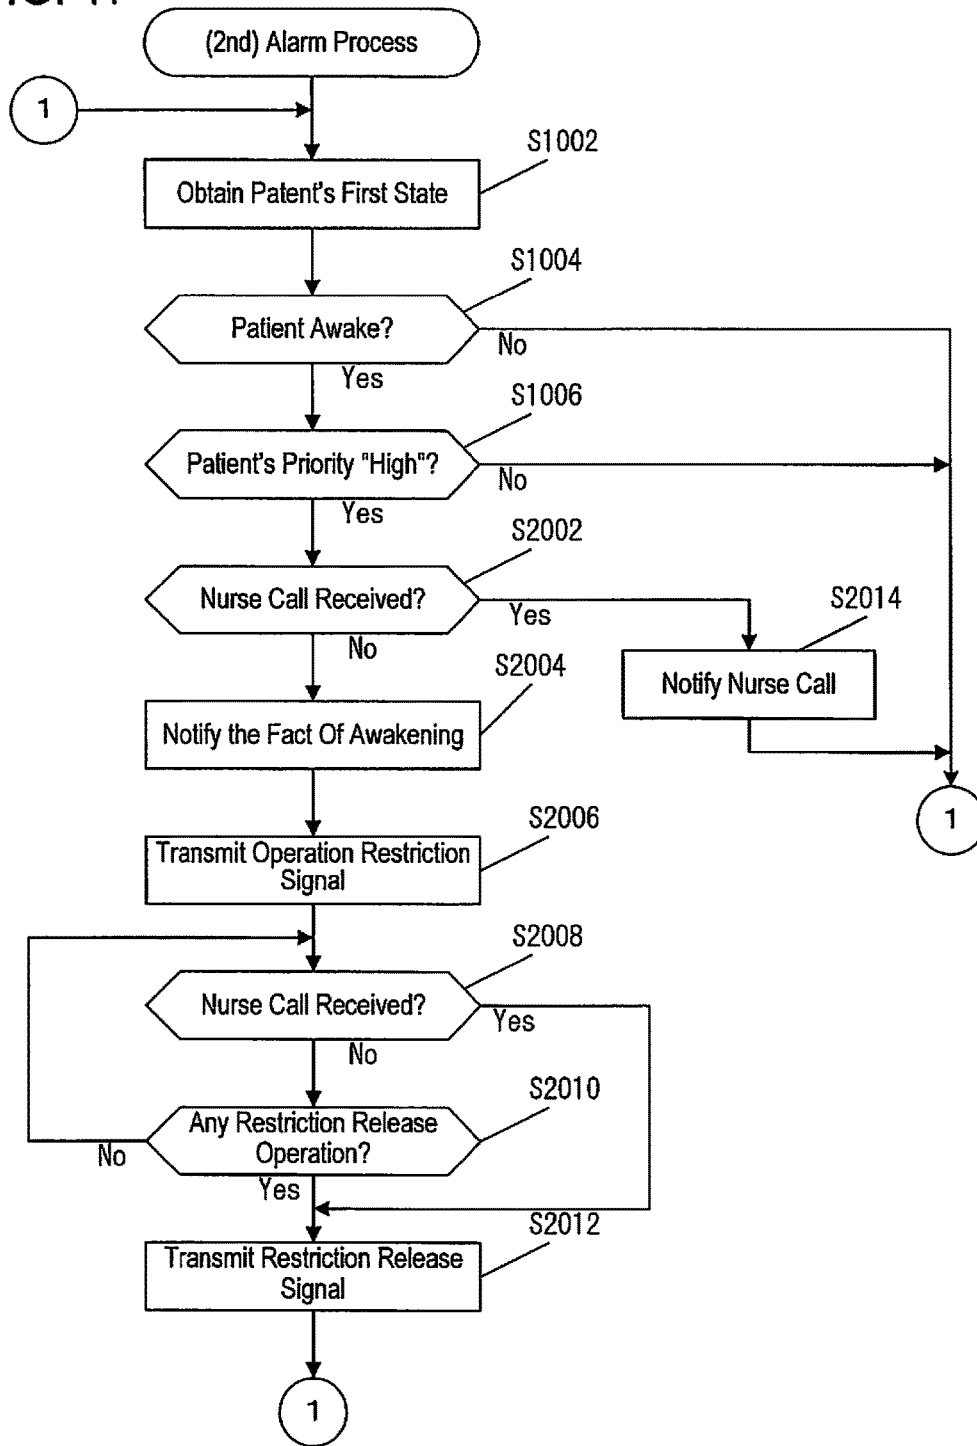 (2nd) Alarm Process
1
S1002
Obtain Patent's First State
S1004
Patient Awake?
No
Yes
S1006
Patient's Priority "High"?
No
Yes
S2002
Nurse Call Received?
Yes
No
S2014
Notify Nurse Call
S2004
Notify the Fact Of Awakening
1
S2006
Transmit Operation Restriction
Signal
S2008
Nurse Call Received?
Yes
No
S2010
Any Restriction Release
Operation?
No
Yes
S2012
Transmit Restriction Release
Signal
1